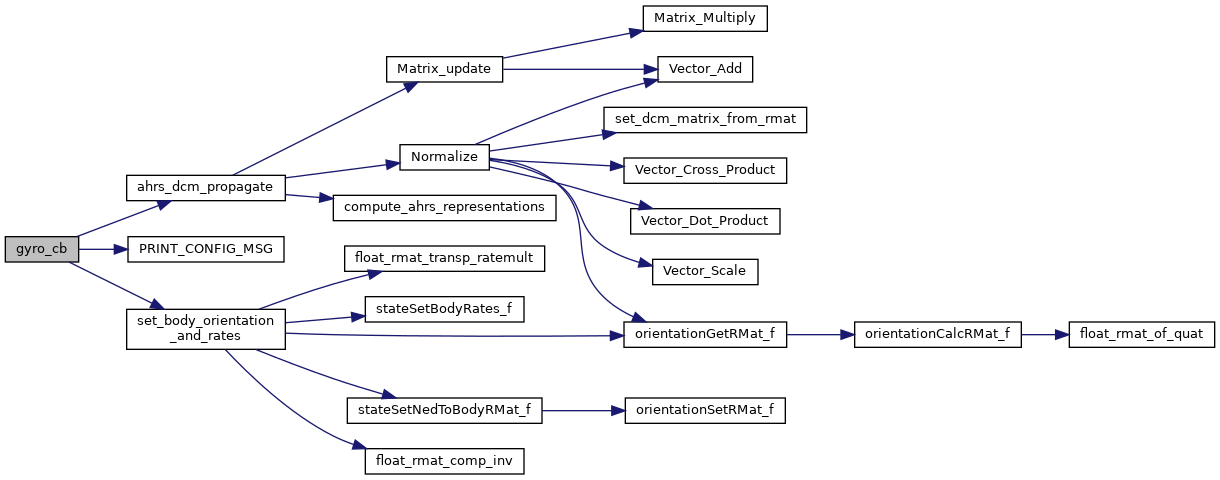 gyro_cb
ahrs_dcm_propagate
PRINT_CONFIG_MSG
set_body_orientation
_and_rates
Matrix_update
Normalize
compute_ahrs_representations
float_rmat_transp_ratemult
stateSetBodyRates_f
stateSetNedToBodyRMat_f
float_rmat_comp_inv
Matrix_Multiply
Vector_Add
set_dcm_matrix_from_rmat
Vector_Cross_Product
Vector_Dot_Product
Vector_Scale
orientationGetRMat_f
orientationSetRMat_f
orientationCalcRMat_f
float_rmat_of_quat